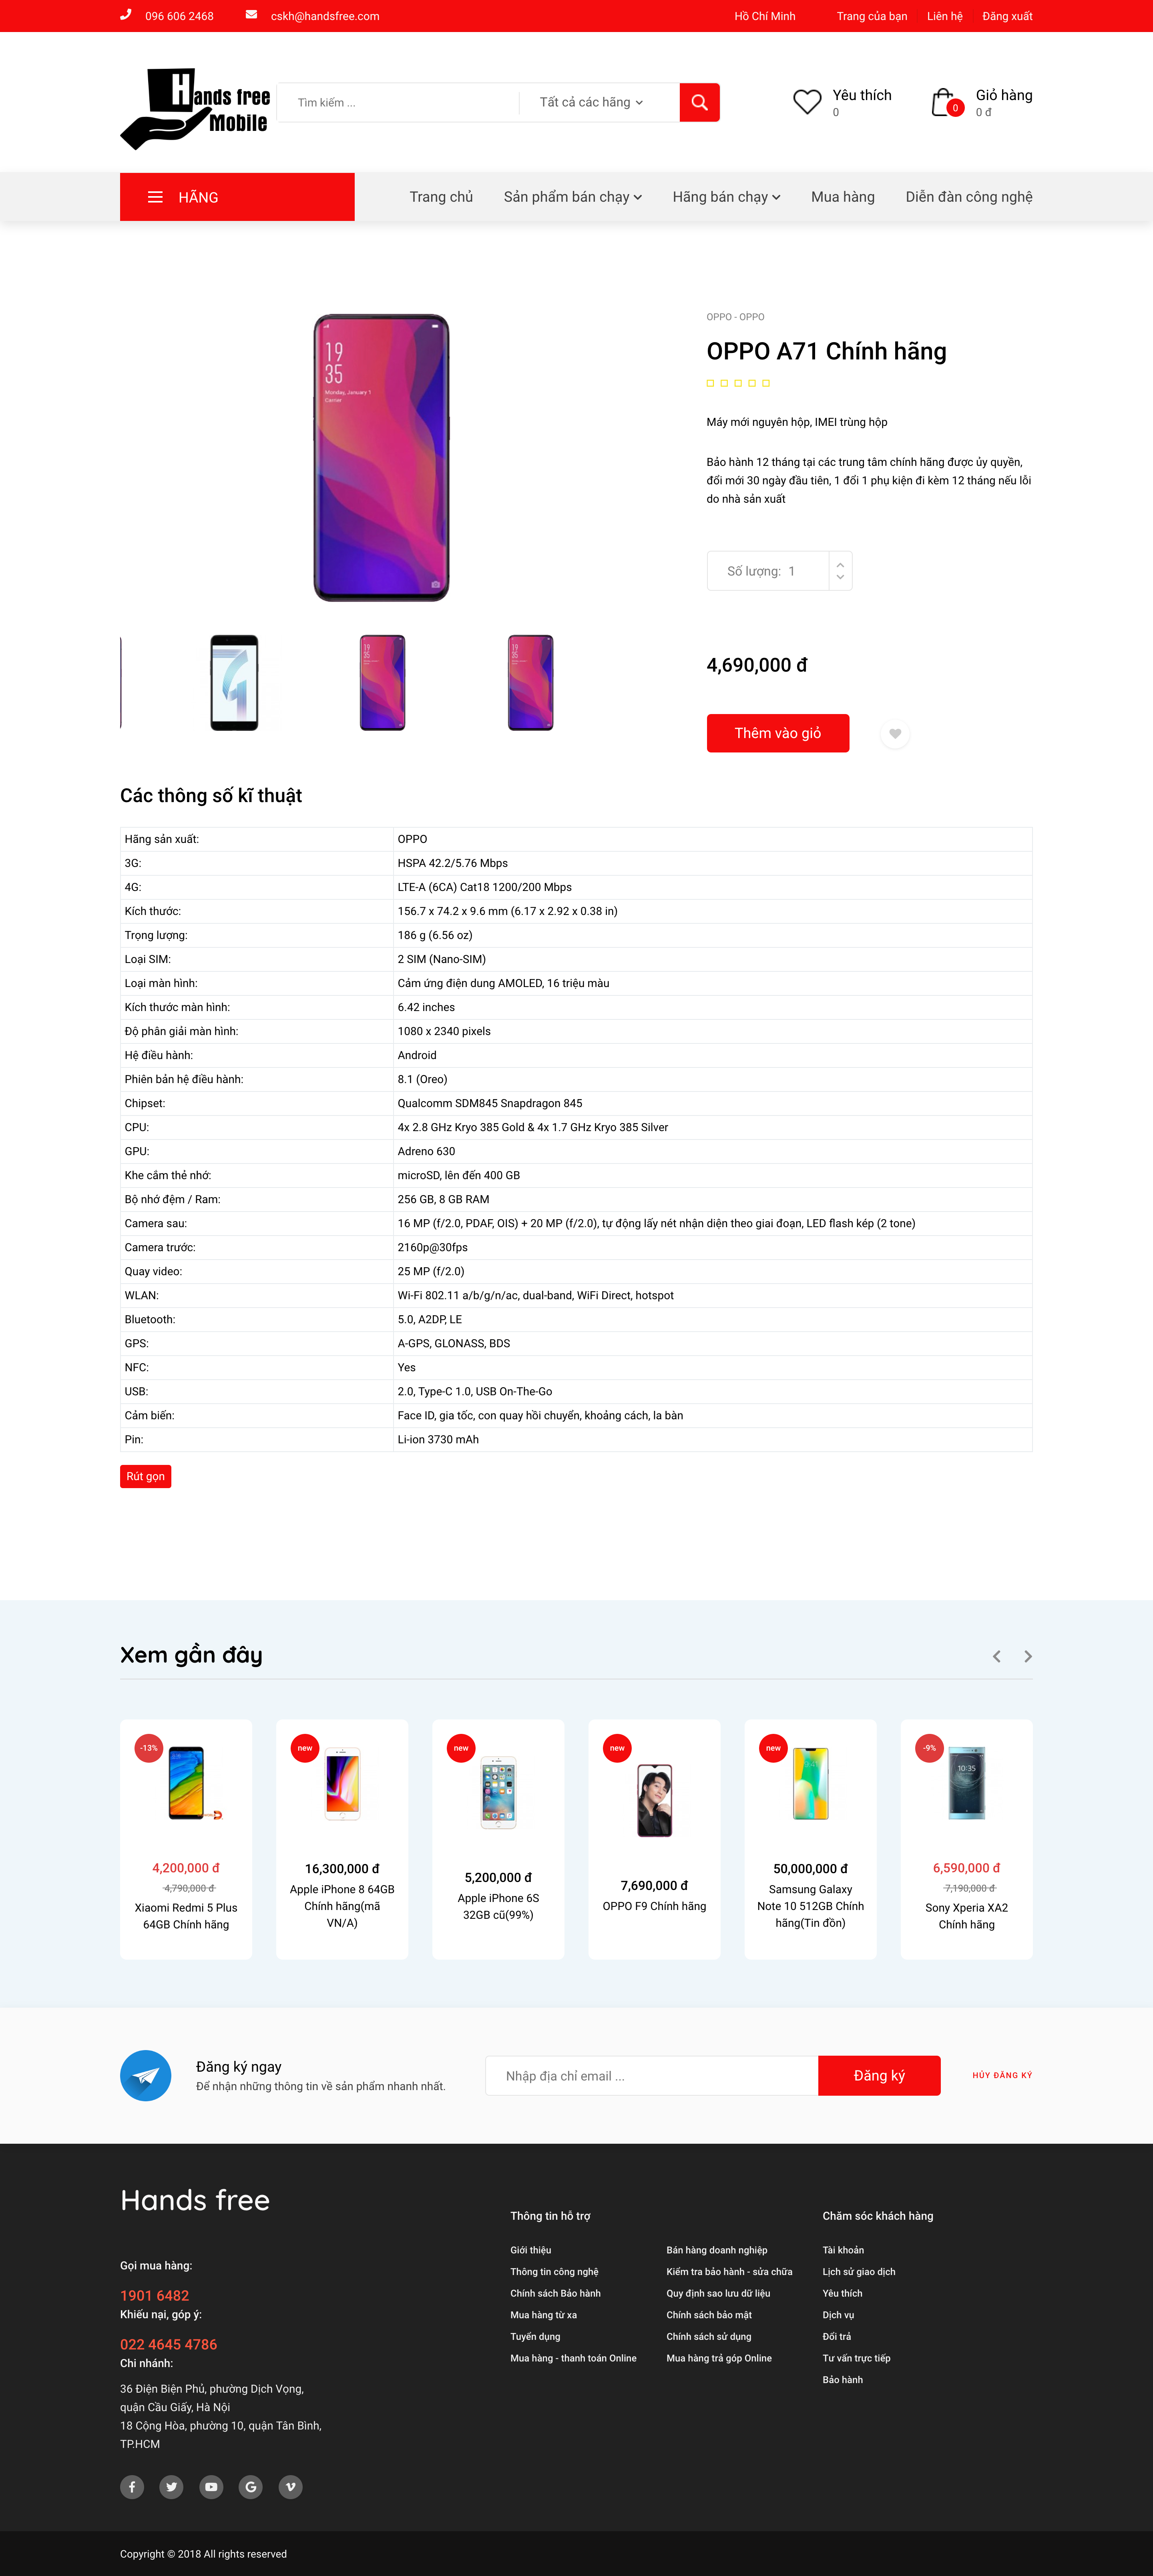 096 606 2468 cskh@handsfree.com Hồ Chí Minh Trang của bạn Liên hệ Đăng xuất
Hands free
Mobile
Tìm kiếm ... Tất cả các hãng
Yêu thích
0
Giỏ hàng
0
0 đ
HÃNG Trang chủ Sản phẩm bán chạy Hãng bán chạy Mua hàng Diễn đàn công nghệ
19
35
Monday, January 1
OPPO - OPPO
OPPO A71 Chính hãng
Máy mới nguyên hộp, IMEI trùng hộp
Bảo hành 12 tháng tại các trung tâm chính hãng được ủy quyền,
đổi mới 30 ngày đầu tiên, 1 đổi 1 phụ kiện đi kèm 12 tháng nếu lỗi
do nhà sản xuất
Số lượng: 1
4,690,000 đ
Thêm vào giỏ
Các thông số kĩ thuật
Hãng sản xuất: OPPO
3G: HSPA 42.2/5.76 Mbps
4G: LTE-A (6CA) Cat18 1200/200 Mbps
Kích thước: 156.7 x 74.2 x 9.6 mm (6.17 x 2.92 x 0.38 in)
Trọng lượng: 186 g (6.56 oz)
Loại SIM: 2 SIM (Nano-SIM)
Loại màn hình: Cảm ứng điện dung AMOLED, 16 triệu màu
Kích thước màn hình: 6.42 inches
Độ phân giải màn hình: 1080 x 2340 pixels
Hệ điều hành: Android
Phiên bản hệ điều hành: 8.1 (Oreo)
Chipset: Qualcomm SDM845 Snapdragon 845
CPU: 4x 2.8 GHz Kryo 385 Gold & 4x 1.7 GHz Kryo 385 Silver
GPU: Adreno 630
Khe cắm thẻ nhớ: microSD, lên đến 400 GB
Bộ nhớ đệm / Ram: 256 GB, 8 GB RAM
Camera sau: 16 MP (f/2.0, PDAF, OIS) + 20 MP (f/2.0), tự động lấy nét nhận diện theo giai đoạn, LED flash kép (2 tone)
Camera trước: 2160p@30fps
Quay video: 25 MP (f/2.0)
WLAN: Wi-Fi 802.11 a/b/g/n/ac, dual-band, WiFi Direct, hotspot
Bluetooth: 5.0, A2DP, LE
GPS: A-GPS, GLONASS, BDS
NFC: Yes
USB: 2.0, Type-C 1.0, USB On-The-Go
Cảm biến: Face ID, gia tốc, con quay hồi chuyển, khoảng cách, la bàn
Pin: Li-ion 3730 mAh
Rút gọn
Xem gần đây
-13%
4,200,000 đ
4,790,000 đ
Xiaomi Redmi 5 Plus
64GB Chính hãng
new
16,300,000 đ
Apple iPhone 8 64GB
Chính hãng(mã
VN/A)
new
5,200,000 đ
Apple iPhone 6S
32GB cũ(99%)
new
7,690,000 đ
OPPO F9 Chính hãng
new
50,000,000 đ
Samsung Galaxy
Note 10 512GB Chính
hãng(Tin đồn)
-9%
10:35
6,590,000 đ
7,190,000 đ
Sony Xperia XA2
Chính hãng
Đăng ký ngay
Để nhận những thông tin về sản phẩm nhanh nhất.
Nhập địa chỉ email ... Đăng ký HỦY ĐĂNG KÝ
Hands free
Gọi mua hàng:
1901 6482
Khiếu nại, góp ý:
022 4645 4786
Chi nhánh:
36 Điện Biện Phủ, phường Dịch Vọng,
quận Cầu Giấy, Hà Nội
18 Cộng Hòa, phường 10, quận Tân Bình,
TP.HCM
Thông tin hỗ trợ
Giới thiệu
Thông tin công nghệ
Chính sách Bảo hành
Mua hàng từ xa
Tuyển dụng
Mua hàng - thanh toán Online
Bán hàng doanh nghiệp
Kiểm tra bảo hành - sửa chữa
Quy định sao lưu dữ liệu
Chính sách bảo mật
Chính sách sử dụng
Mua hàng trả góp Online
Chăm sóc khách hàng
Tài khoản
Lịch sử giao dịch
Yêu thích
Dịch vụ
Đổi trả
Tư vấn trực tiếp
Bảo hành
Copyright © 2018 All rights reserved